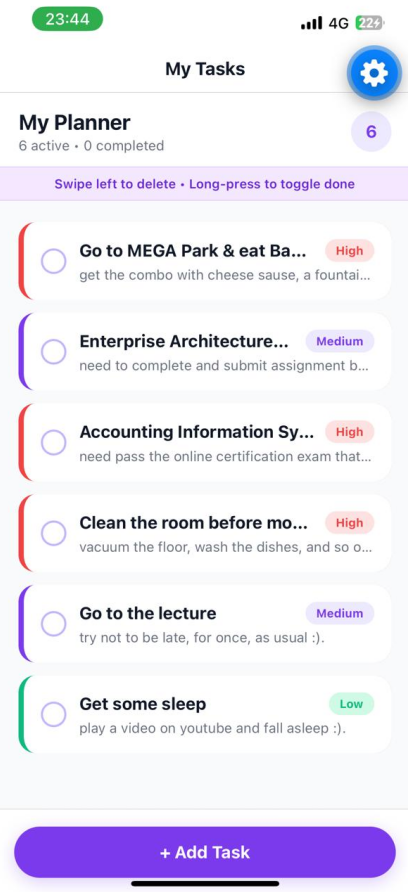 23:44
4G 22
My Tasks
My Planner
6 active • 0 completed
6
Swipe left to delete • Long-press to toggle done
Go to MEGA Park & eat Ba...
High
get the combo with cheese sause, a fountai...
Enterprise Architecture...
Medium
need to complete and submit assignment b...
Accounting Information Sy...
High
need pass the online certification exam that...
Clean the room before mo...
High
vacuum the floor, wash the dishes, and so o...
Go to the lecture
Medium
try not to be late, for once, as usual :).
Get some sleep
Low
play a video on youtube and fall asleep :).
+ Add Task